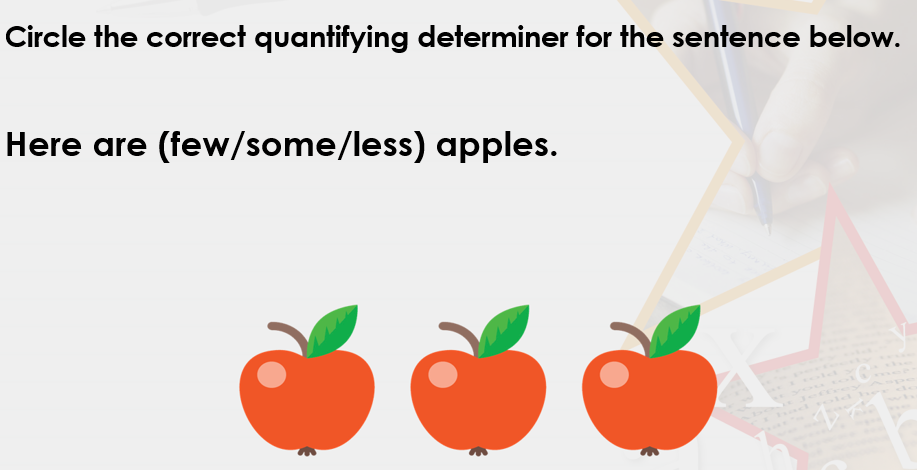 Circle the correct quantifying determiner for the sentence below.
Here are (few/some/less) apples.